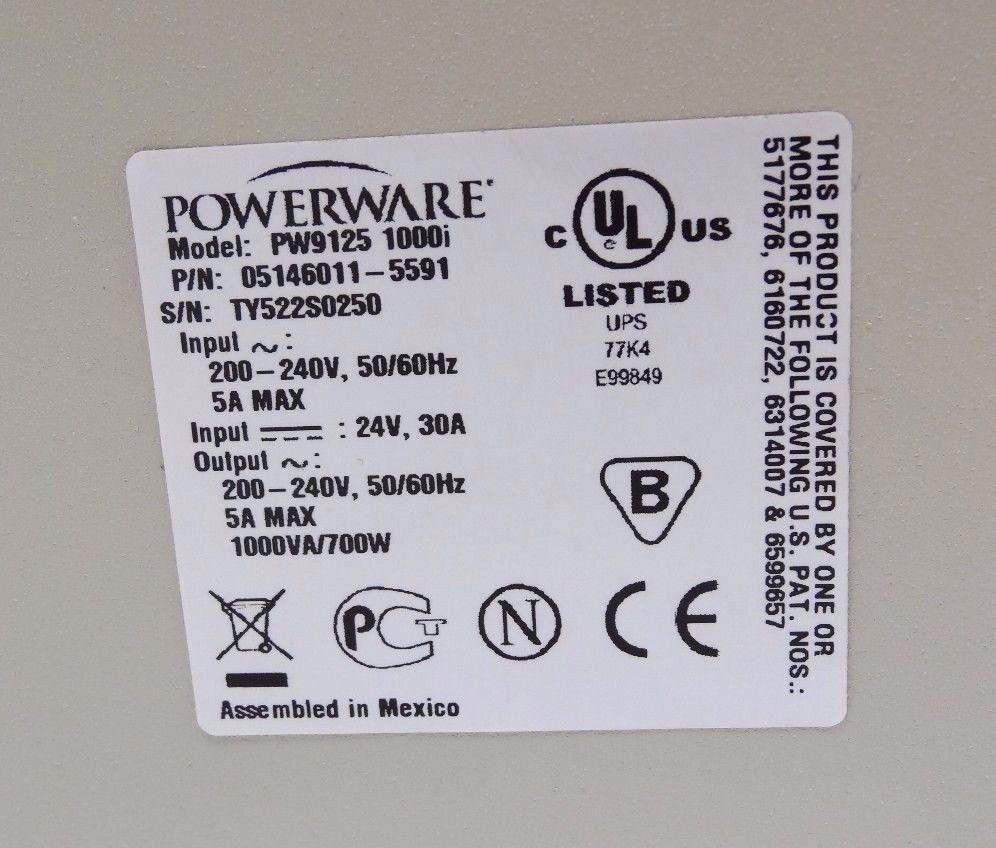 POWERWARE
Model: PW9125 1000i
P/N: 05146011-5591
S/N: TY522S0250
Input ~:
200-240V, 50/60Hz
5A MAX
Input ⎓ : 24V, 30A
Output ~:
200-240V, 50/60Hz
5A MAX
1000VA/700W
C UL US
LISTED
UPS
77K4
E99849
B
PCT
N
CE
Assembled in Mexico
THIS PRODUCT IS COVERED BY ONE OR
MORE OF THE FOLLOWING U.S. PAT. NOS.:
5177676, 6160722, 6314007 & 6599657